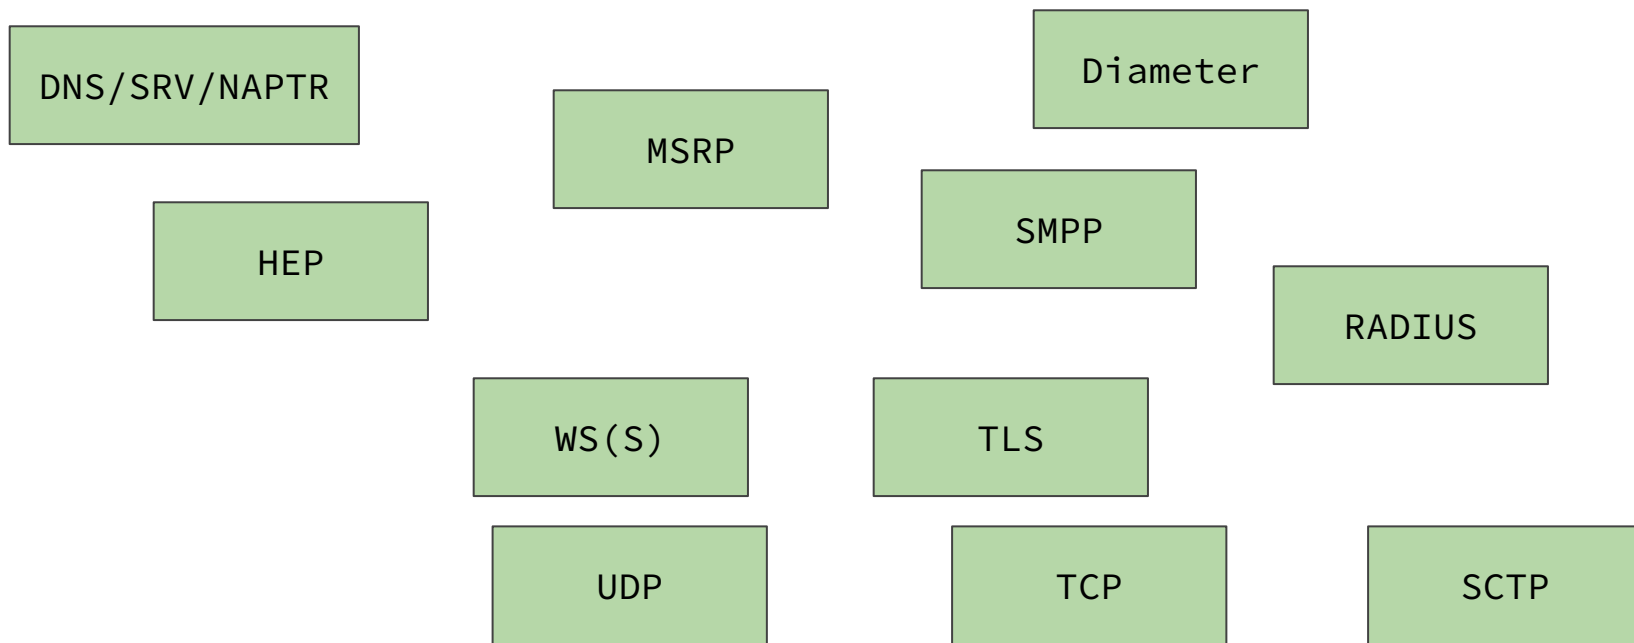 DNS/SRV/NAPTR
Diameter
MSRP
SMPP
HEP
RADIUS
WS(S)
TLS
UDP
TCP
SCTP